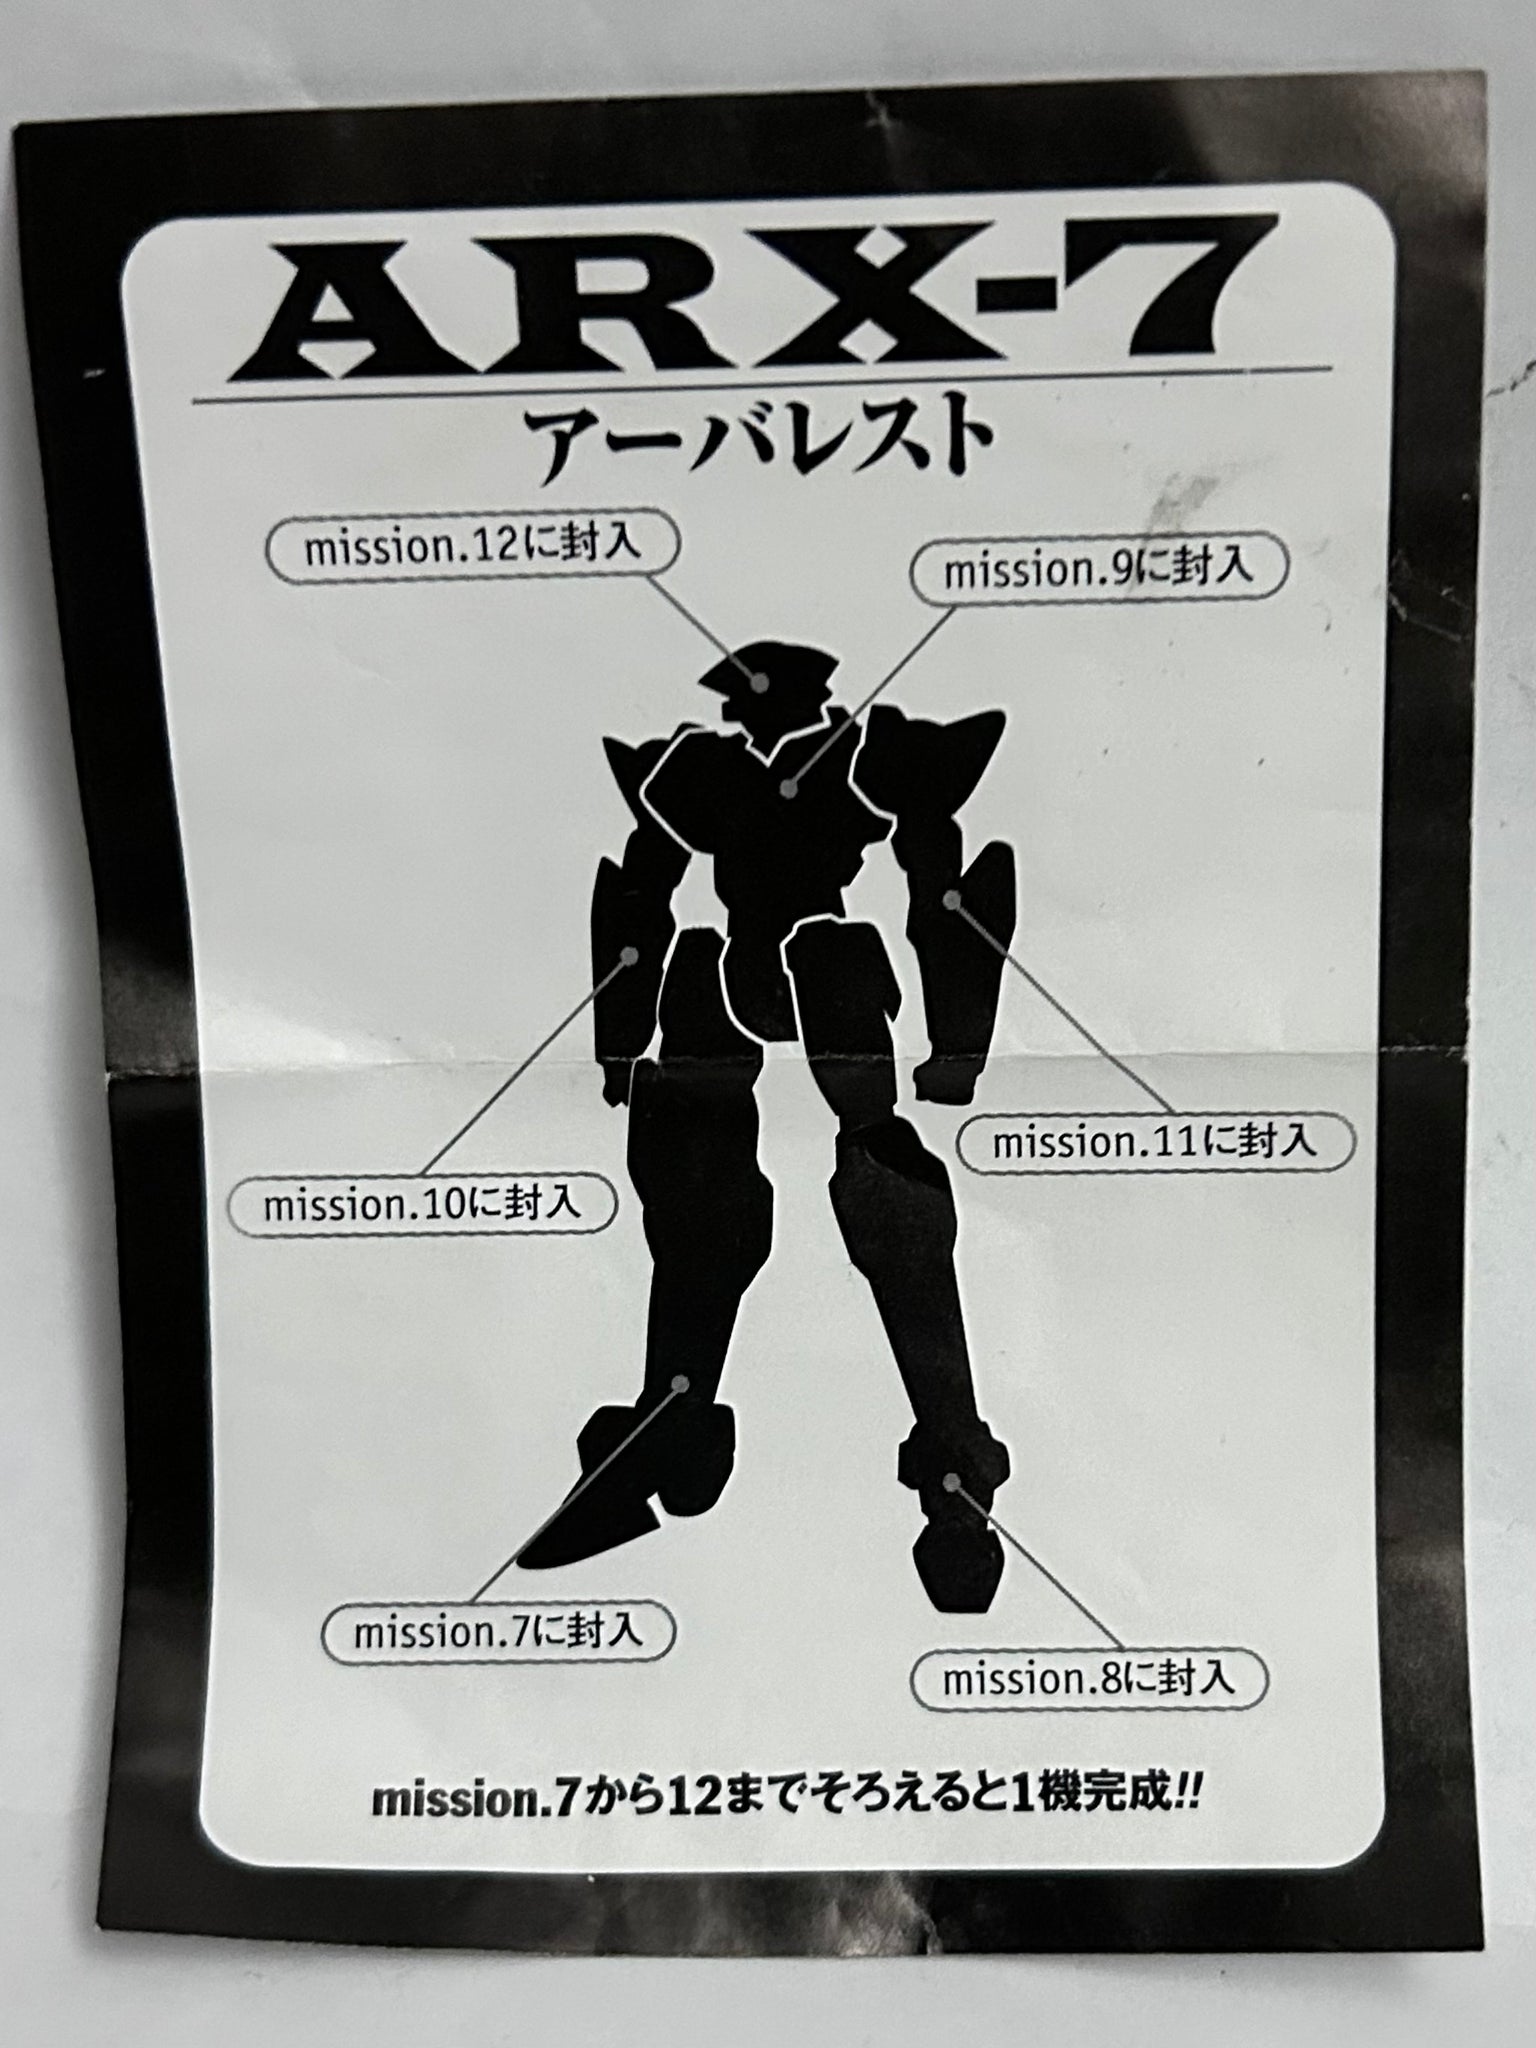 ARX-7
アーバレスト
mission.12に封入
mission.9に封入
mission.11に封入
mission.10に封入
mission.7に封入
mission.8に封入
mission.7から12までそろえると1機完成!!